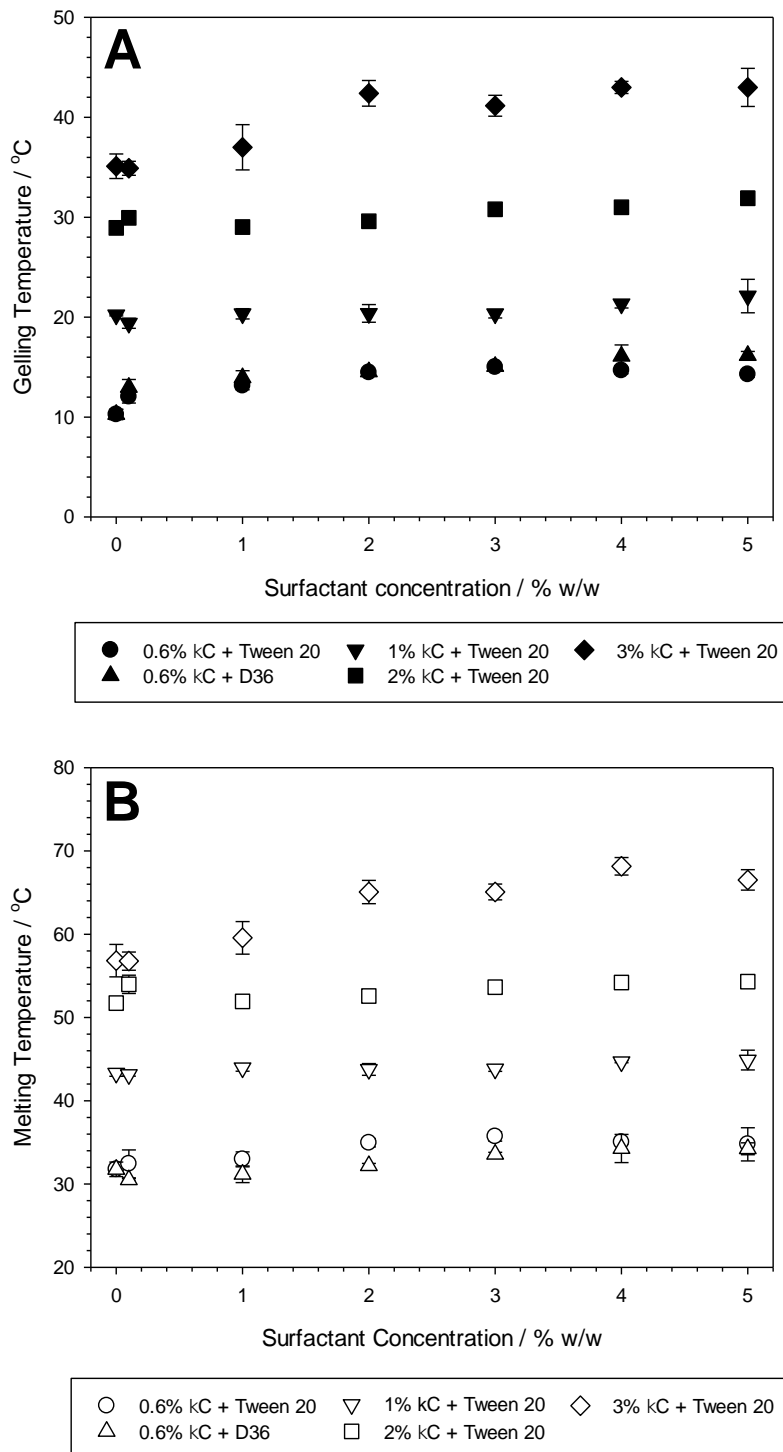 A
50
40
30
20
10
0
Gelling Temperature / °C
0 1 2 3 4 5
Surfactant concentration / % w/w
0.6% kC + Tween 20 1% kC + Tween 20 3% kC + Tween 20
0.6% kC + D36 2% kC + Tween 20
B
80
70
60
50
40
30
20
Melting Temperature / °C
0 1 2 3 4 5
Surfactant Concentration / % w/w
0.6% kC + Tween 20 1% kC + Tween 20 3% kC + Tween 20
0.6% kC + D36 2% kC + Tween 20